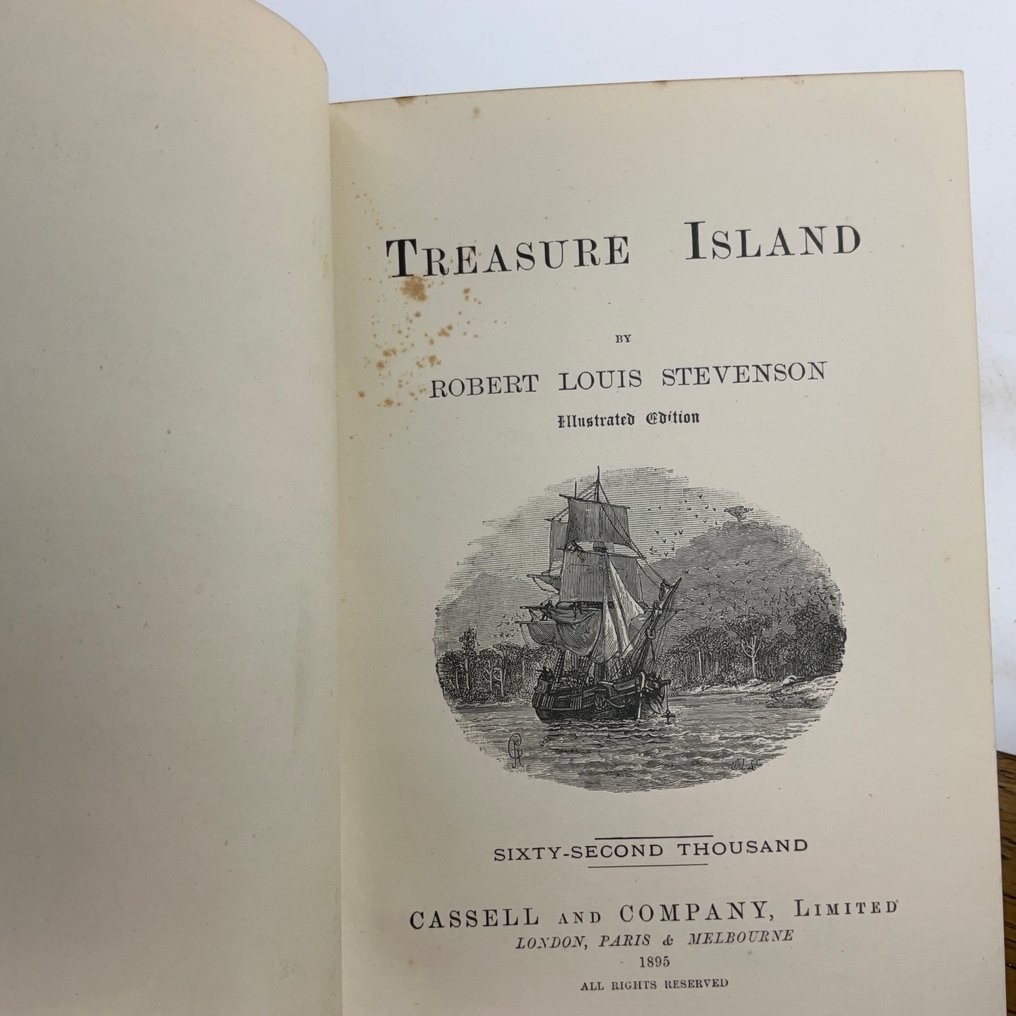 TREASURE ISLAND
BY
ROBERT LOUIS STEVENSON
Illustrated Edition
SIXTY-SECOND THOUSAND
CASSELL AND COMPANY, LIMITED
LONDON, PARIS & MELBOURNE
1895
ALL RIGHTS RESERVED